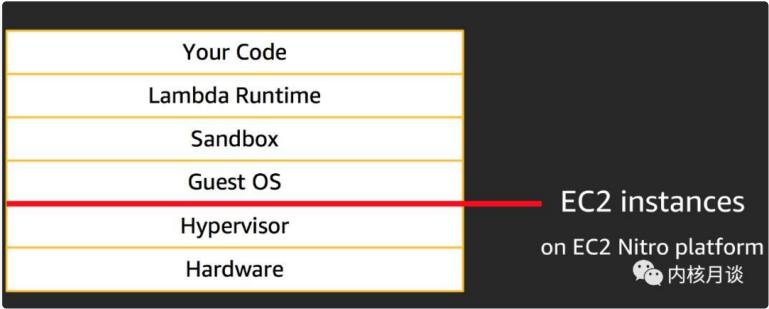 Your Code
Lambda Runtime
Sandbox
Guest OS
Hypervisor
Hardware
EC2 instances
on EC2 Nitro platform
内核月谈